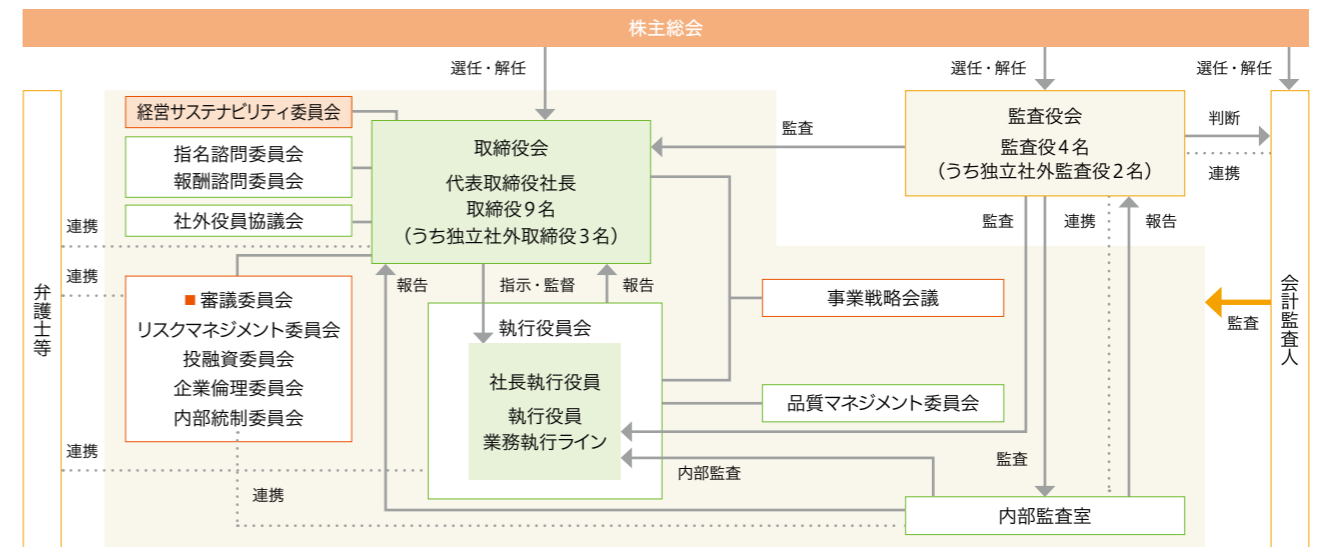 株主総会
選任・解任
選任・解任
選任・解任
経営サステナビリティ委員会
指名諮問委員会
報酬諮問委員会
社外役員協議会
取締役会
代表取締役社長
取締役9名
（うち独立社外取締役3名）
監査
監査役会
監査役4名
（うち独立社外監査役2名）
判断
連携
連携
連携
弁護士等
■審議委員会
リスクマネジメント委員会
投融資委員会
企業倫理委員会
内部統制委員会
報告
指示・監督
報告
執行役員会
社長執行役員
執行役員
業務執行ライン
事業戦略会議
品質マネジメント委員会
監査
連携
報告
監査
会計監査人
連携
連携
内部監査
監査
内部監査室